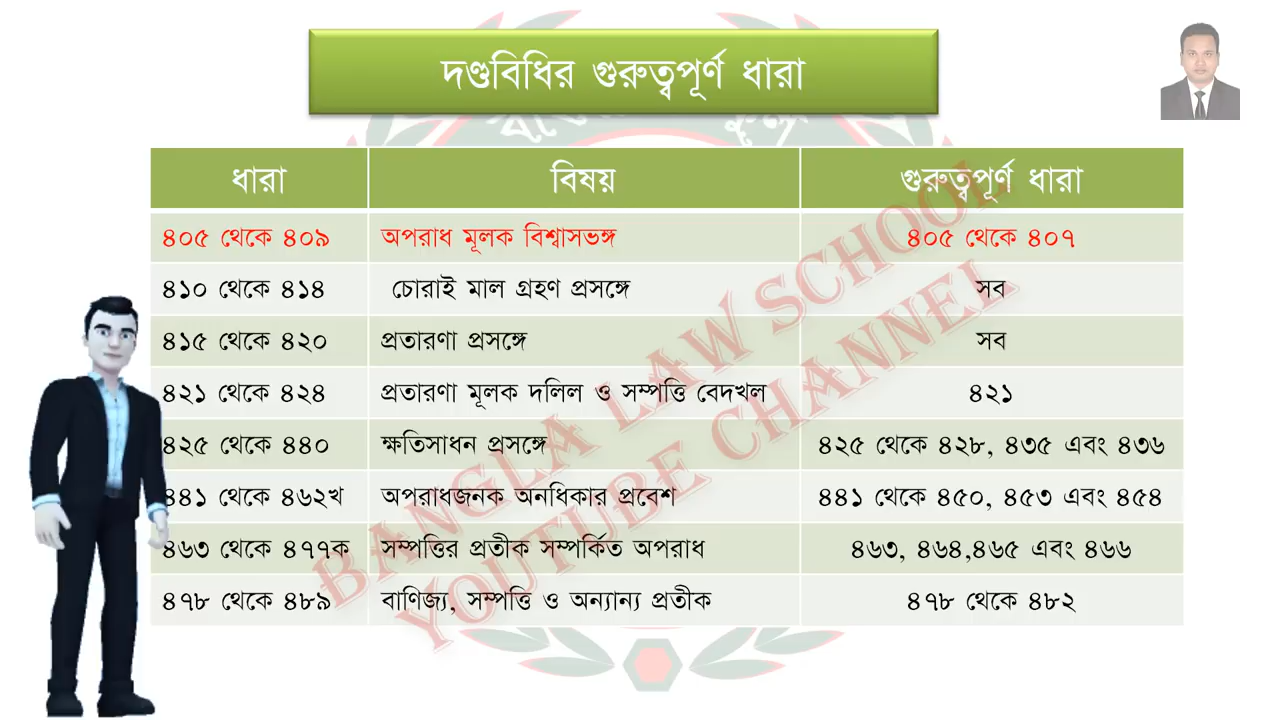 দণ্ডবিধির গুরুত্বপূর্ণ ধারা
ধারা বিষয় গুরুত্বপূর্ণ ধারা
৪০৫ থেকে ৪০৯ অপরাধ মূলক বিশ্বাসভঙ্গ ৪০৫ থেকে ৪০৭
৪১০ থেকে ৪১৪ চোরাই মাল গ্রহণ প্রসঙ্গে সব
৪১৫ থেকে ৪২০ প্রতারণা প্রসঙ্গে সব
৪২১ থেকে ৪২৪ প্রতারণা মূলক দলিল ও সম্পত্তি বেদখল ৪২১
৪২৫ থেকে ৪৪০ ক্ষতিসাধন প্রসঙ্গে ৪২৫ থেকে ৪২৮, ৪৩৫ এবং ৪৩৬
৪৪১ থেকে ৪৬২খ অপরাধজনক অনধিকার প্রবেশ ৪৪১ থেকে ৪৫০, ৪৫৩ এবং ৪৫৪
৪৬৩ থেকে ৪৭৭ক সম্পত্তির প্রতীক সম্পর্কিত অপরাধ ৪৬৩, ৪৬৪,৪৬৫ এবং ৪৬৬
৪৭৮ থেকে ৪৮৯ বাণিজ্য, সম্পত্তি ও অন্যান্য প্রতীক ৪৭৮ থেকে ৪৮২
BANGLA LAW SCHOOL
YOUTUBE CHANNEL